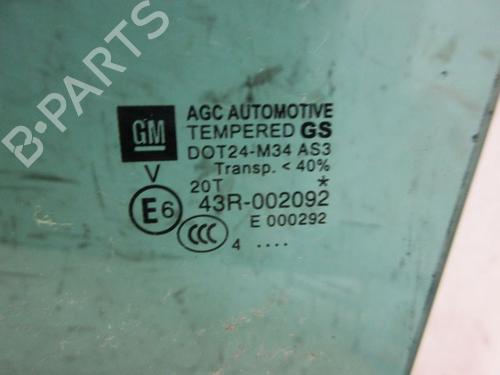 B-PARTS
GM
AGC AUTOMOTIVE
TEMPERED GS
DOT24-M34 AS3
Transp. < 40%
V
20T *
E6
43R-002092
E 000292
CCC
4 ....